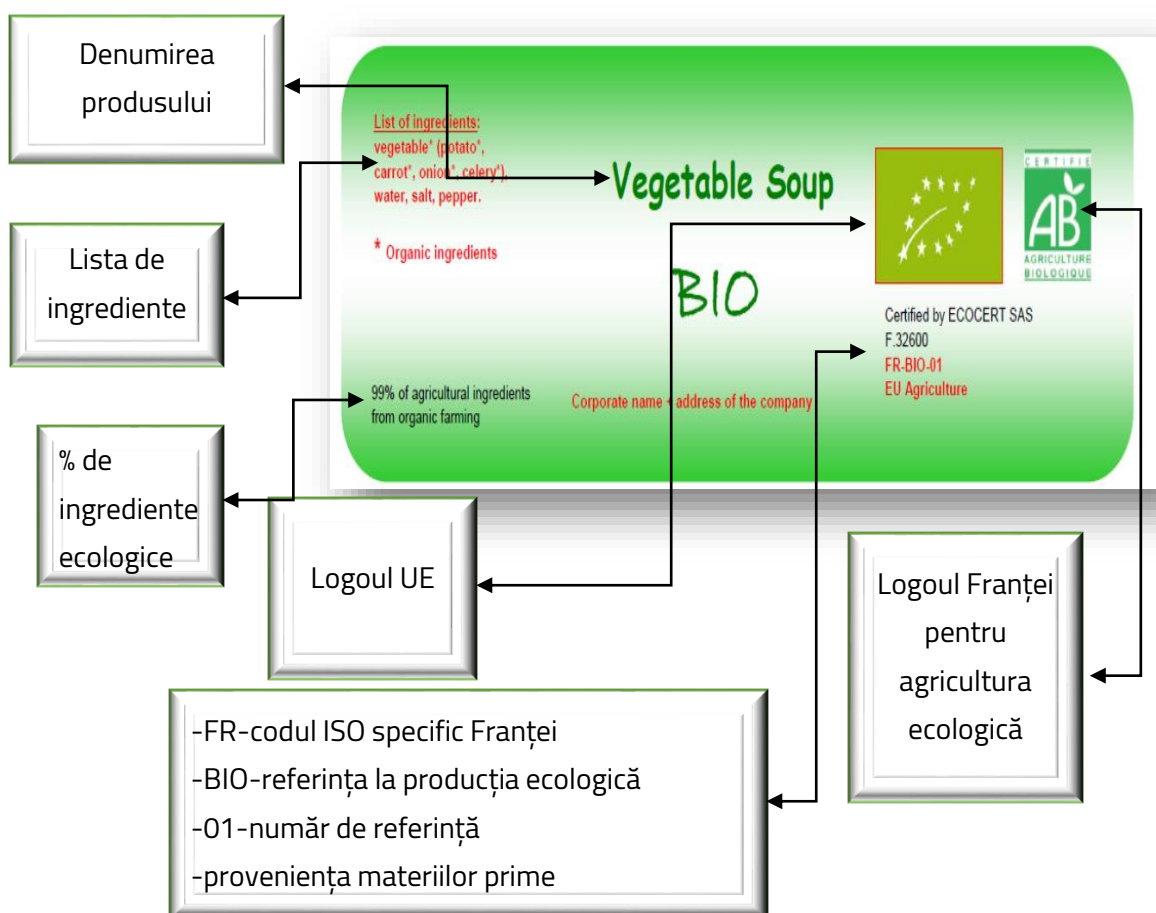 Denumirea
produsului
List of ingredients:
vegetable* (potato*,
carrot*, onion*, celery*),
water, salt, pepper.
* Organic ingredients
Vegetable Soup
BIO
CERTIFIÉ
AB
AGRICULTURE
BIOLOGIQUE
Certified by ECOCERT SAS
F.32600
FR-BIO-01
EU Agriculture
99% of agricultural ingredients
from organic farming
Corporate name + address of the company
Lista de
ingrediente
% de
ingrediente
ecologice
Logoul UE
Logoul Franței
pentru
agricultura
ecologică
-FR-codul ISO specific Franței
-BIO-referința la producția ecologică
-01-număr de referință
-proveniența materiilor prime